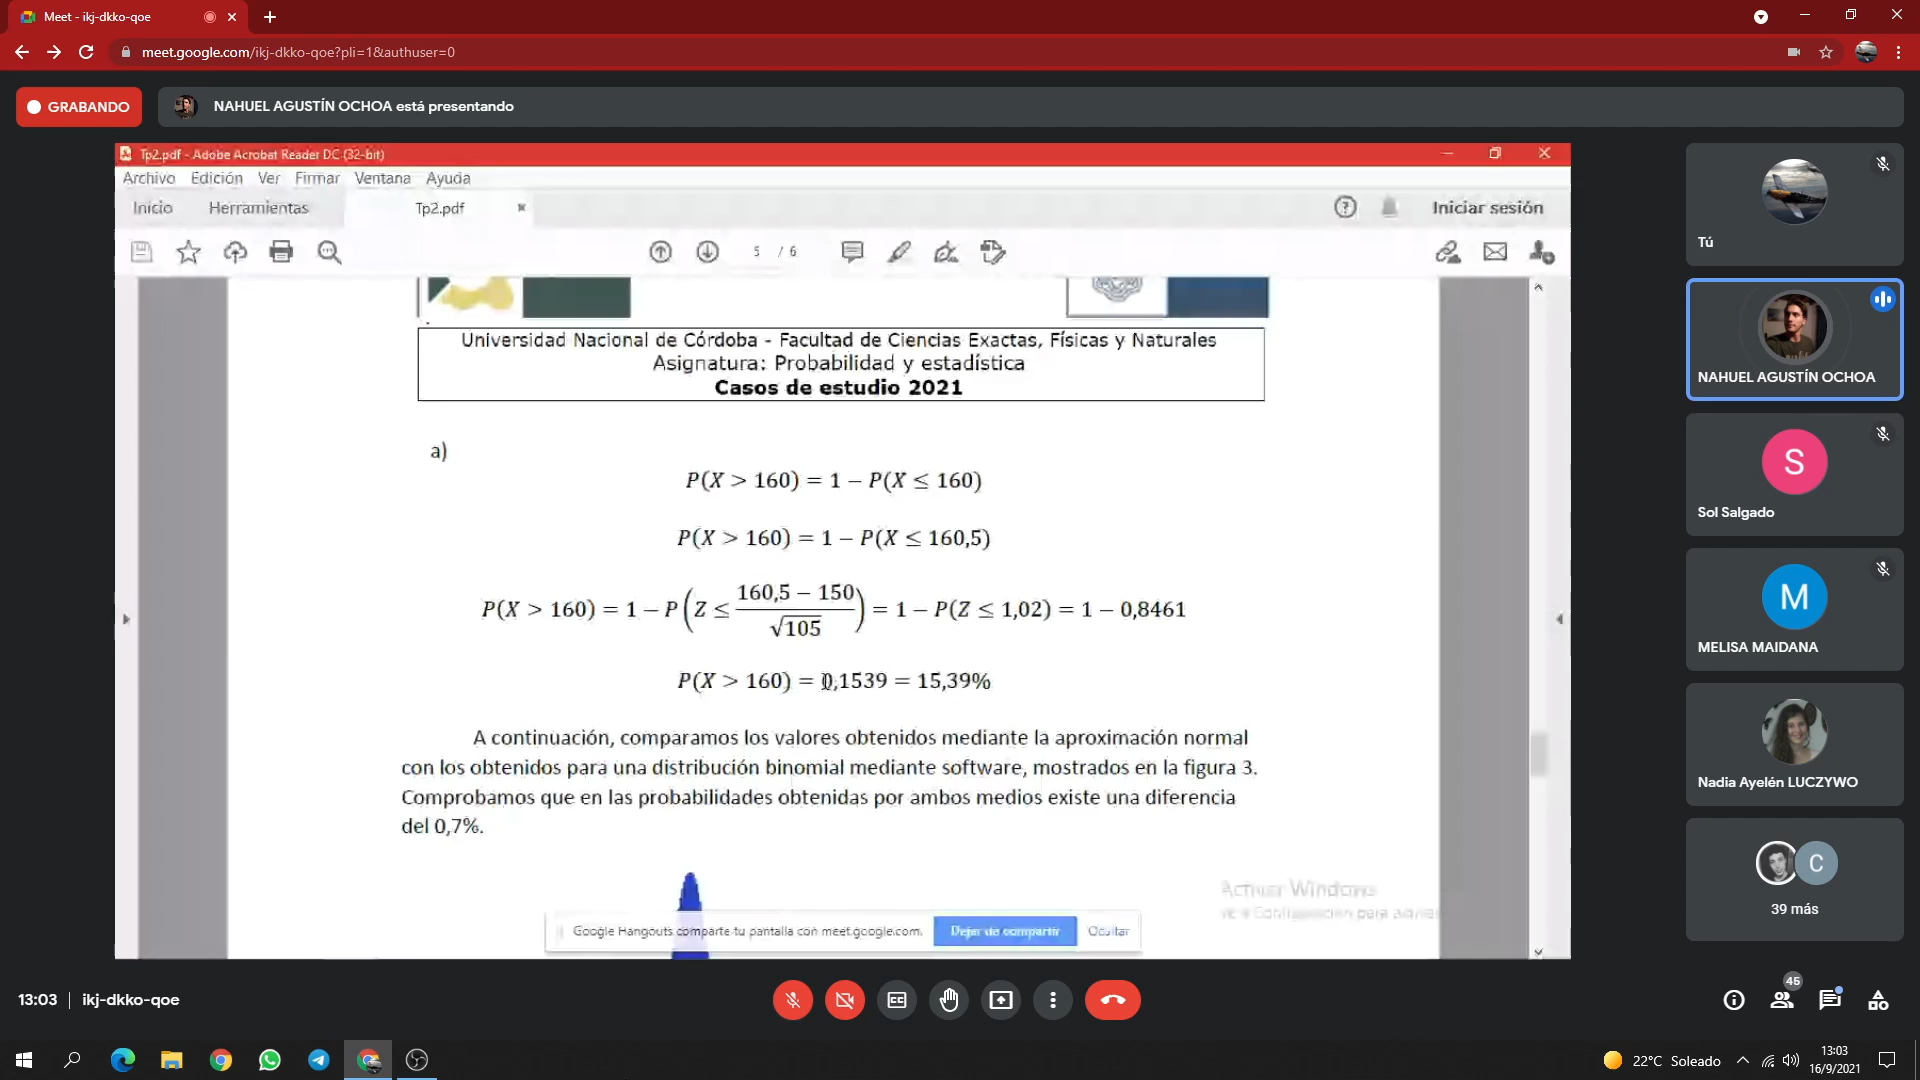 Meet - ikj-dkko-qoe
meet.google.com/ikj-dkko-qoe?pli=1&authuser=0
GRABANDO
NAHUEL AGUSTÍN OCHOA está presentando
Tp2.pdf - Adobe Acrobat Reader DC (32-bit)
Archivo Edición Ver Firmar Ventana Ayuda
Inicio Herramientas Tp2.pdf Iniciar sesión
5 / 6
Universidad Nacional de Córdoba - Facultad de Ciencias Exactas, Físicas y Naturales
Asignatura: Probabilidad y estadística
Casos de estudio 2021
a)
P(X > 160) = 1 − P(X ≤ 160)
P(X > 160) = 1 − P(X ≤ 160,5)
P(X > 160) = 1 − P(Z ≤ (160,5 − 150)/√105) = 1 − P(Z ≤ 1,02) = 1 − 0,8461
P(X > 160) = 0,1539 = 15,39%
A continuación, comparamos los valores obtenidos mediante la aproximación normal
con los obtenidos para una distribución binomial mediante software, mostrados en la figura 3.
Comprobamos que en las probabilidades obtenidas por ambos medios existe una diferencia
del 0,7%.
Activar Windows
Google Hangouts comparte tu pantalla con meet.google.com. Dejar de compartir Ocultar
Tú
NAHUEL AGUSTÍN OCHOA
S
Sol Salgado
M
MELISA MAIDANA
Nadia Ayelén LUCZYWO
C
39 más
13:03 | ikj-dkko-qoe
45
22°C Soleado
13:03
16/9/2021